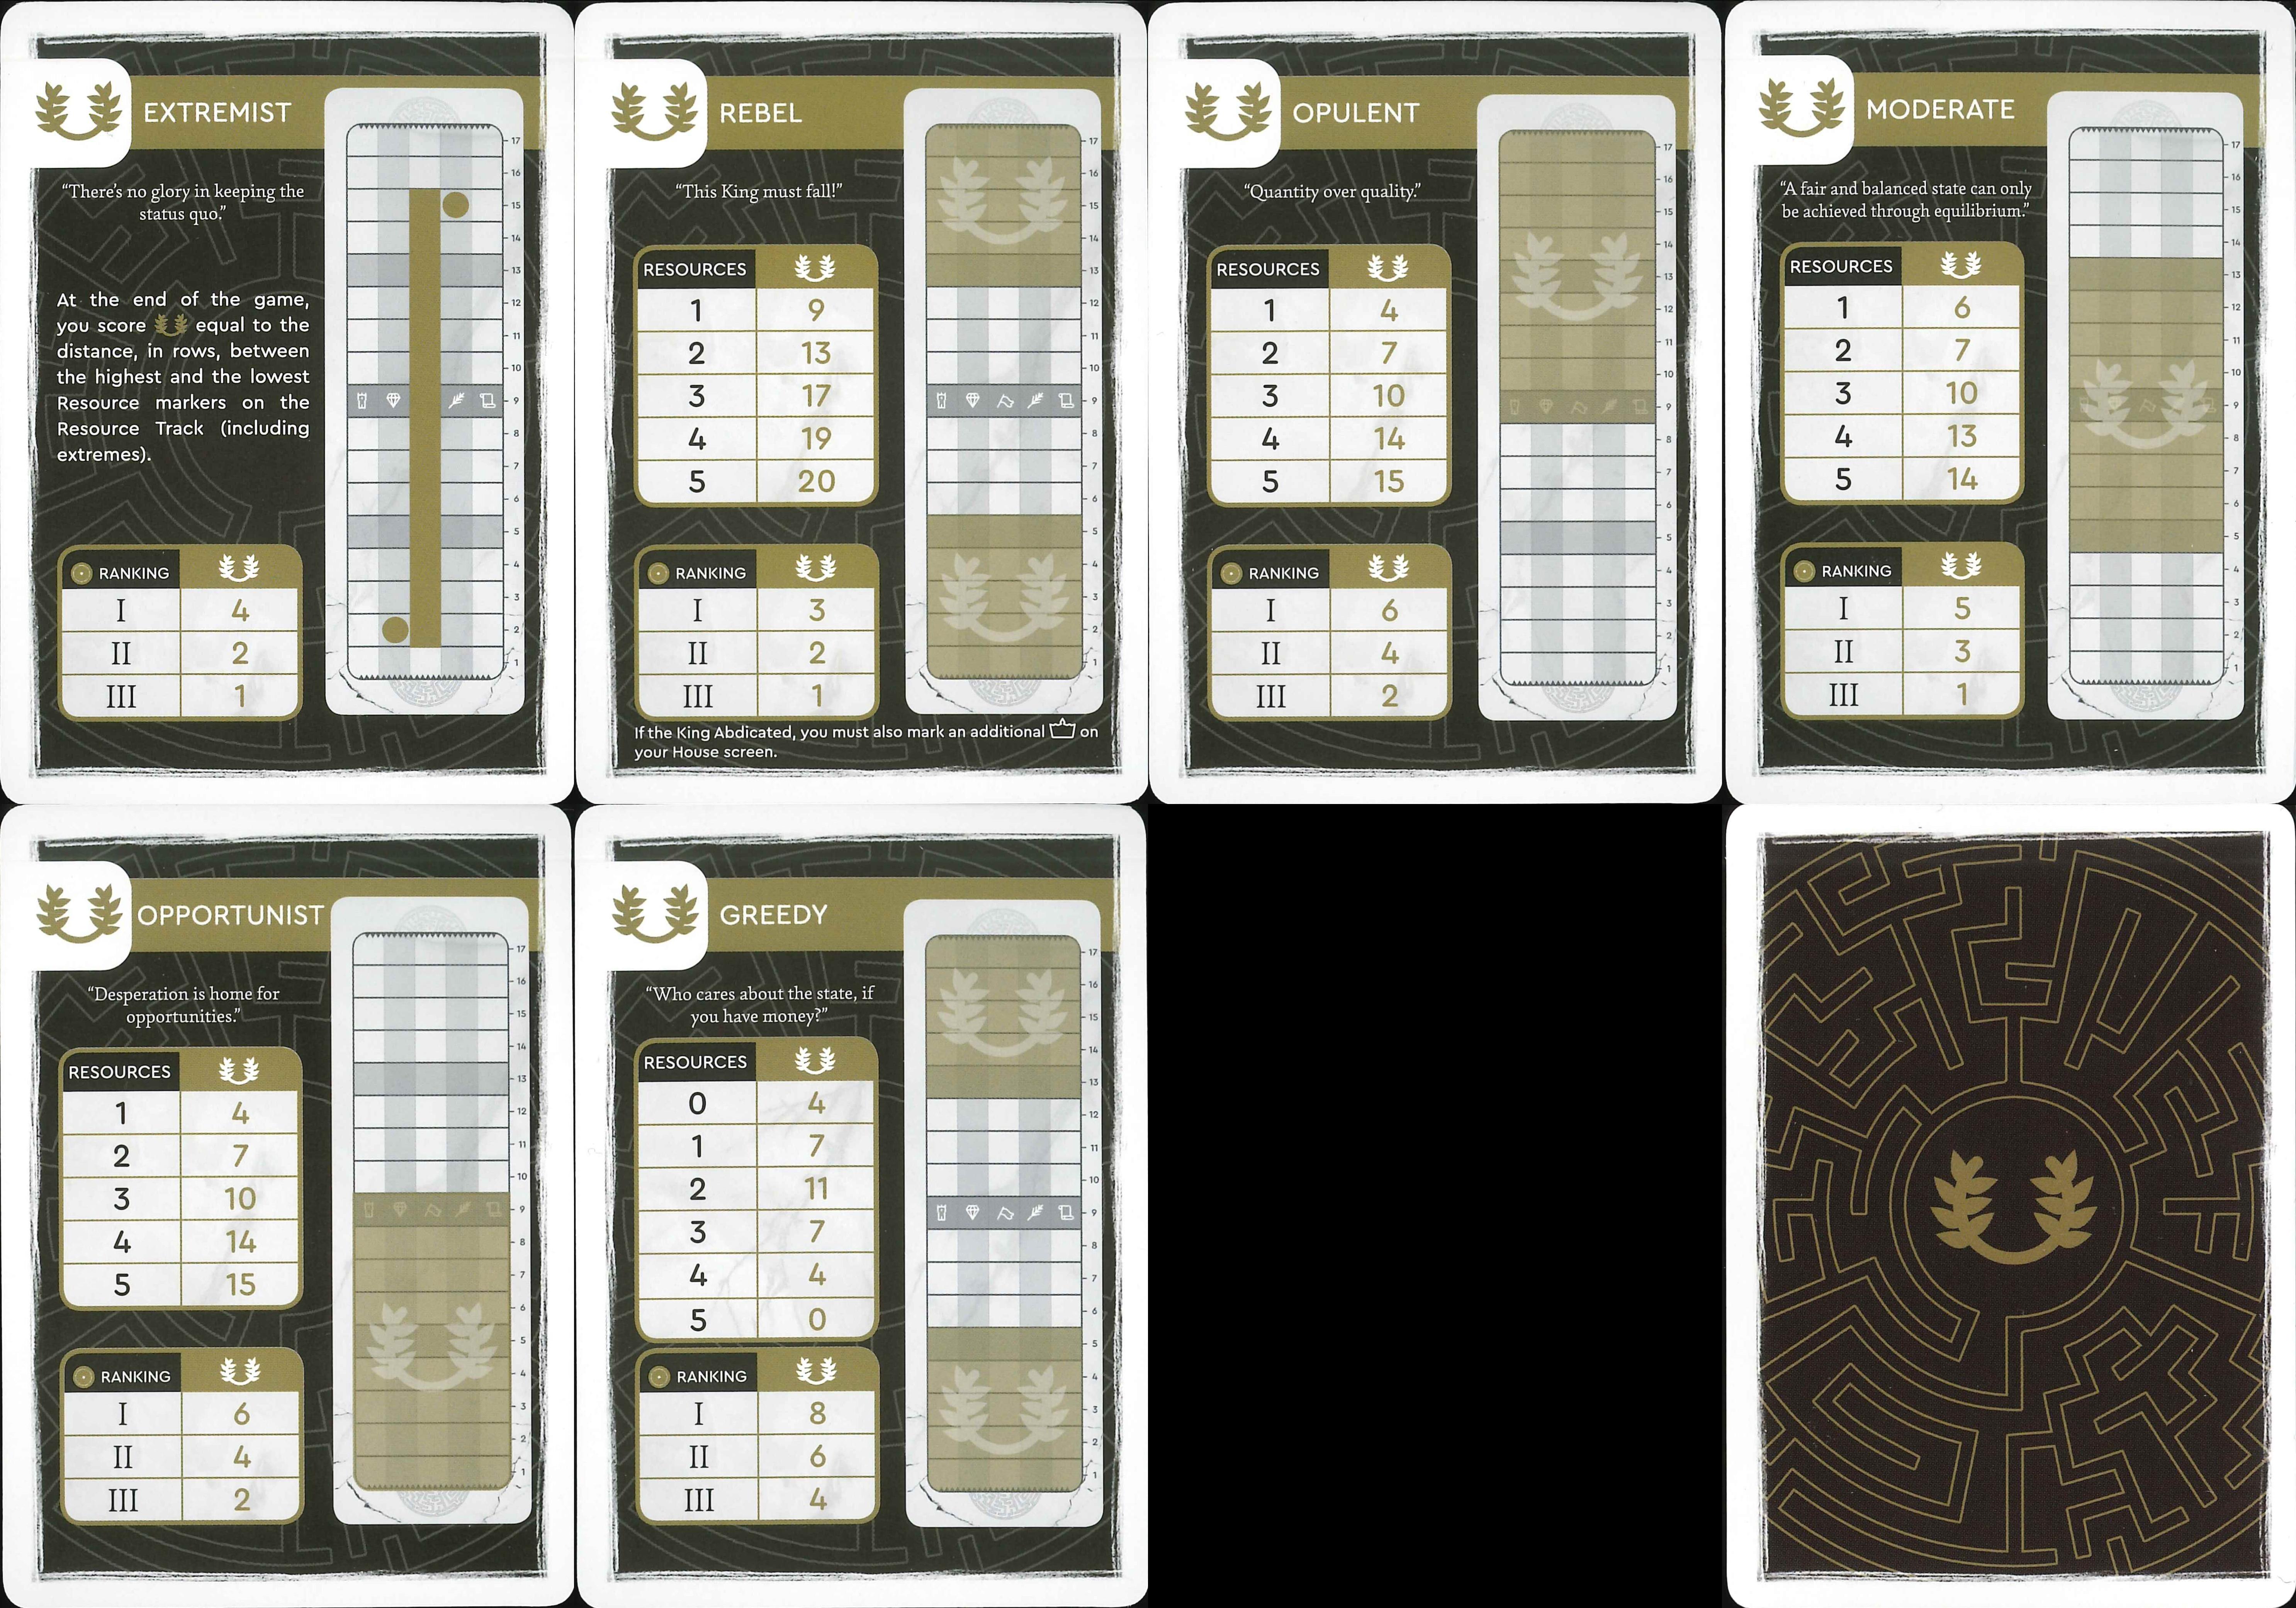 EXTREMIST
“There’s no glory in keeping the
status quo.”
At the end of the game,
you score equal to the
distance, in rows, between
the highest and the lowest
Resource markers on the
Resource Track (including
extremes).
RANKING
I 4
II 2
III 1
17
16
15
14
13
12
11
10
9
8
7
6
5
4
3
2
1
REBEL
“This King must fall!”
RESOURCES
1 9
2 13
3 17
4 19
5 20
RANKING
I 3
II 2
III 1
If the King Abdicated, you must also mark an additional on
your House screen.
17
16
15
14
13
12
11
10
9
8
7
6
5
4
3
2
1
OPULENT
“Quantity over quality.”
RESOURCES
1 4
2 7
3 10
4 14
5 15
RANKING
I 6
II 4
III 2
17
16
15
14
13
12
11
10
9
8
7
6
5
4
3
2
1
MODERATE
“A fair and balanced state can only
be achieved through equilibrium.”
RESOURCES
1 6
2 7
3 10
4 13
5 14
RANKING
I 5
II 3
III 1
17
16
15
14
13
12
11
10
9
8
7
6
5
4
3
2
1
OPPORTUNIST
“Desperation is home for
opportunities.”
RESOURCES
1 4
2 7
3 10
4 14
5 15
RANKING
I 6
II 4
III 2
17
16
15
14
13
12
11
10
9
8
7
6
5
4
3
2
1
GREEDY
“Who cares about the state, if
you have money?”
RESOURCES
0 4
1 7
2 11
3 7
4 4
5 0
RANKING
I 8
II 6
III 4
17
16
15
14
13
12
11
10
9
8
7
6
5
4
3
2
1